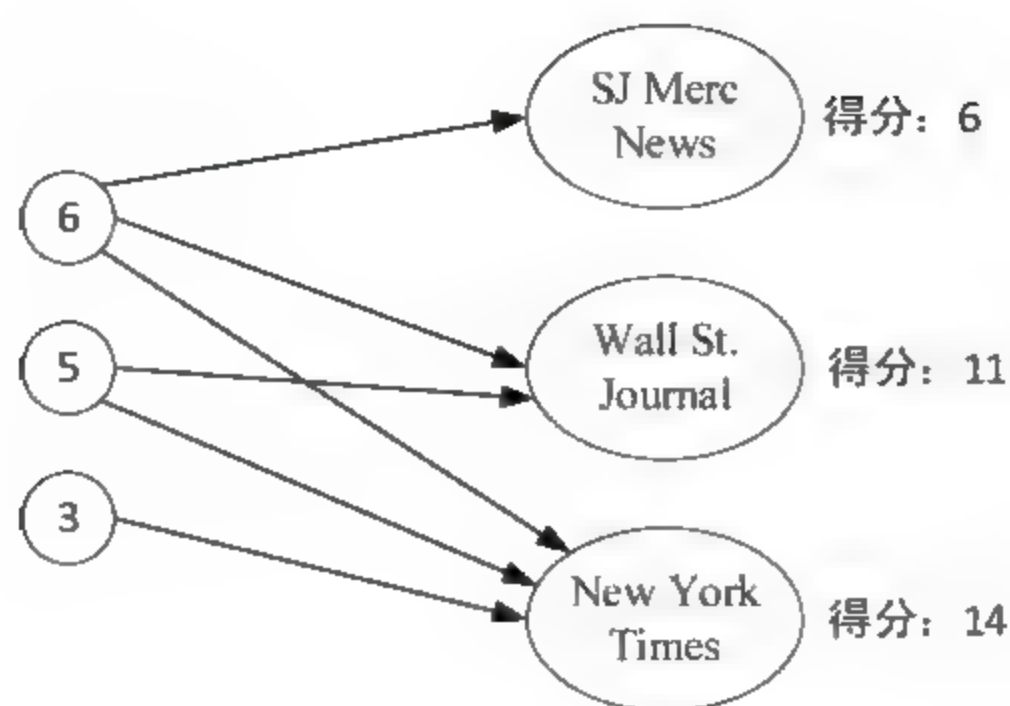 SJ Merc
News
得分：6
6
Wall St.
Journal
得分：11
5
3
New York
Times
得分：14